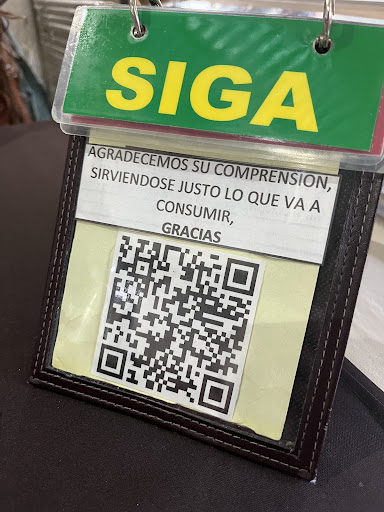 SIGA
AGRADECEMOS SU COMPRENSION,
SIRVIENDOSE JUSTO LO QUE VA A
CONSUMIR,
GRACIAS